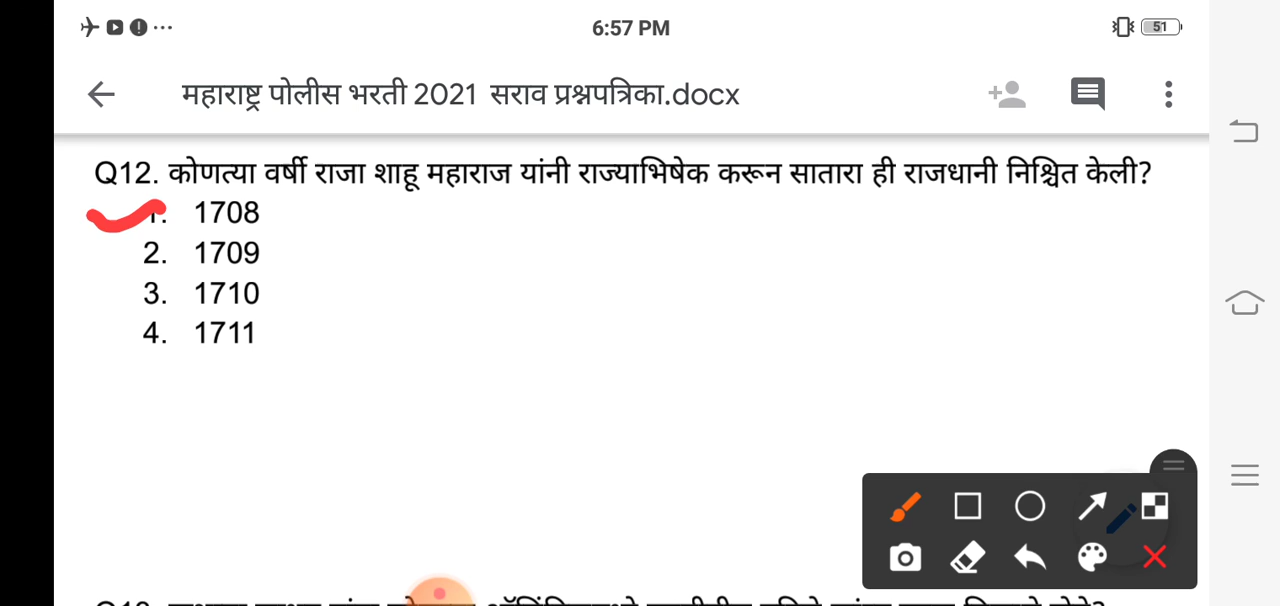 6:57 PM
51
महाराष्ट्र पोलीस भरती 2021 सराव प्रश्नपत्रिका.docx
Q12. कोणत्या वर्षी राजा शाहू महाराज यांनी राज्याभिषेक करून सातारा ही राजधानी निश्चित केली?
1. 1708
2. 1709
3. 1710
4. 1711